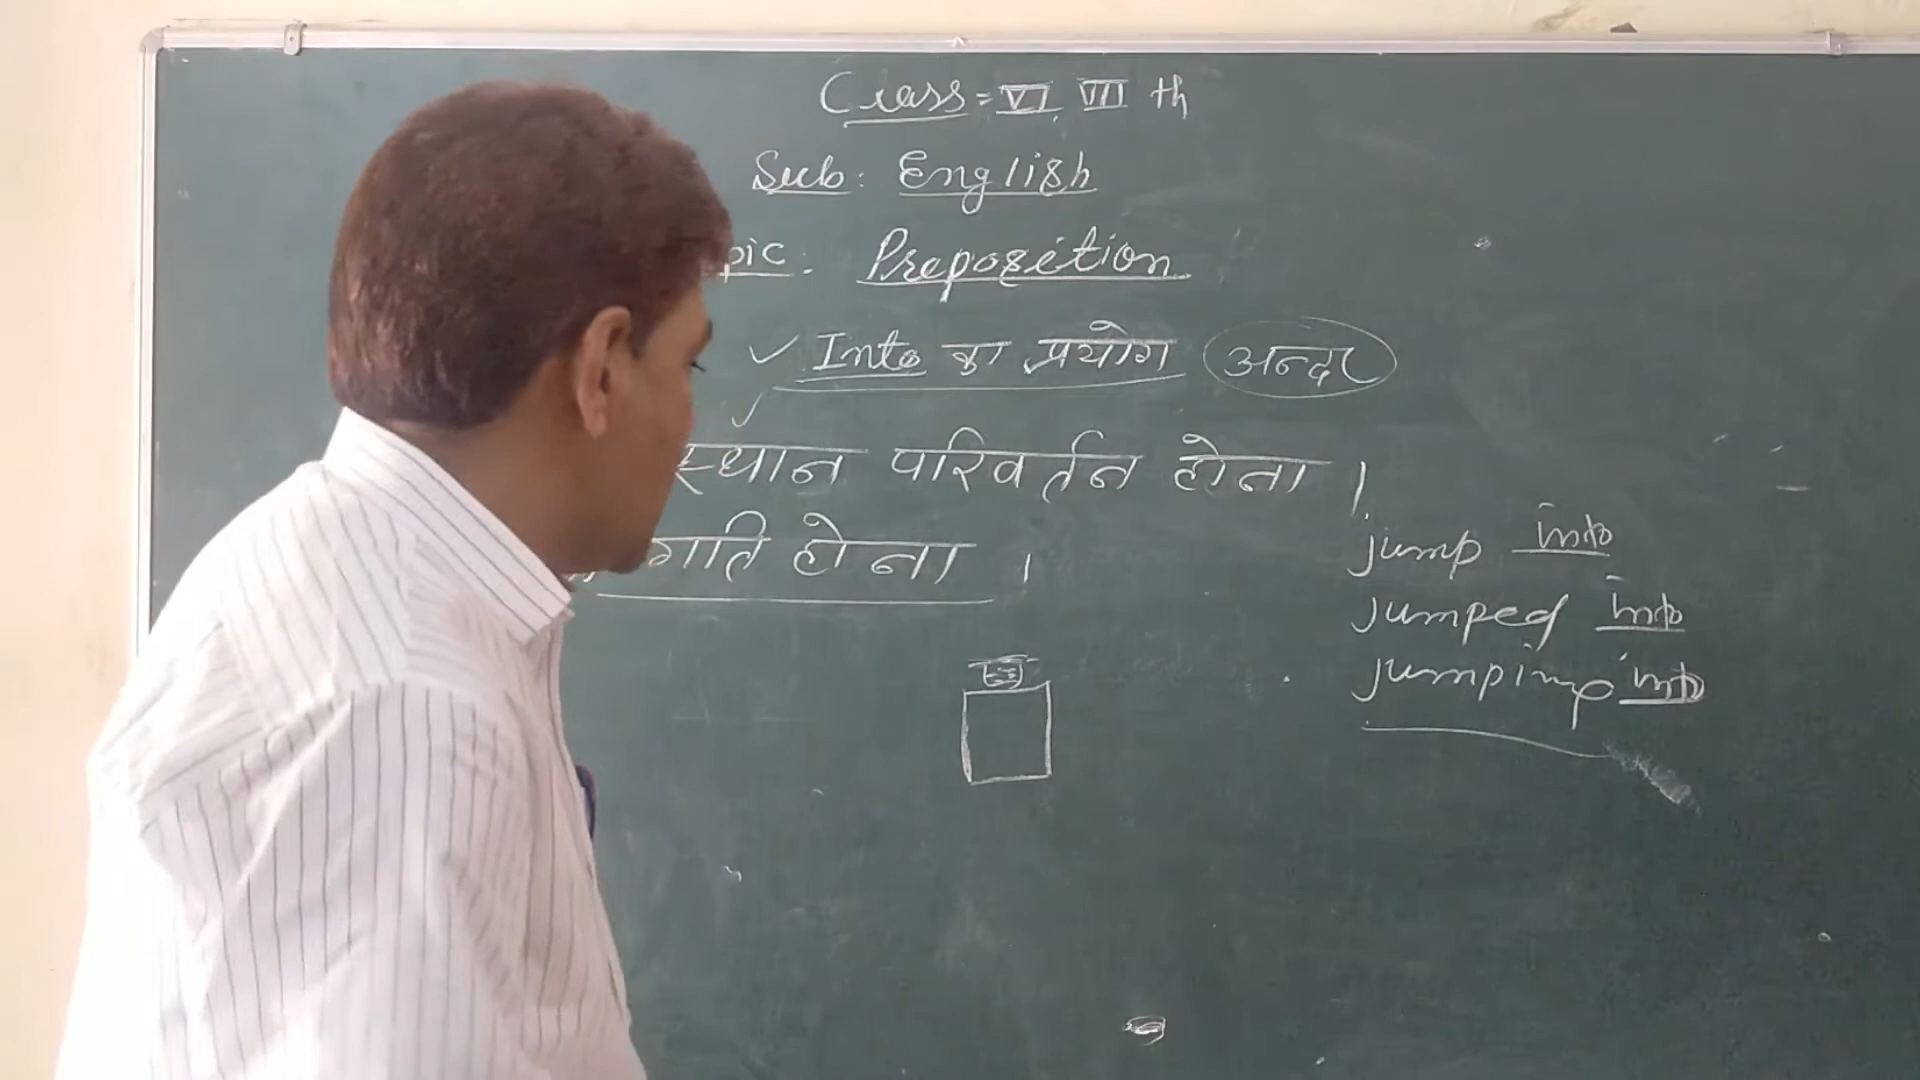 Class = VI, VII th
Sub: English
pic: Preposition
✓ Into का प्रयोग अन्दर
✓
स्थान परिवर्तन होना ।
गति होना ।
jump into
jumped into
jumping into